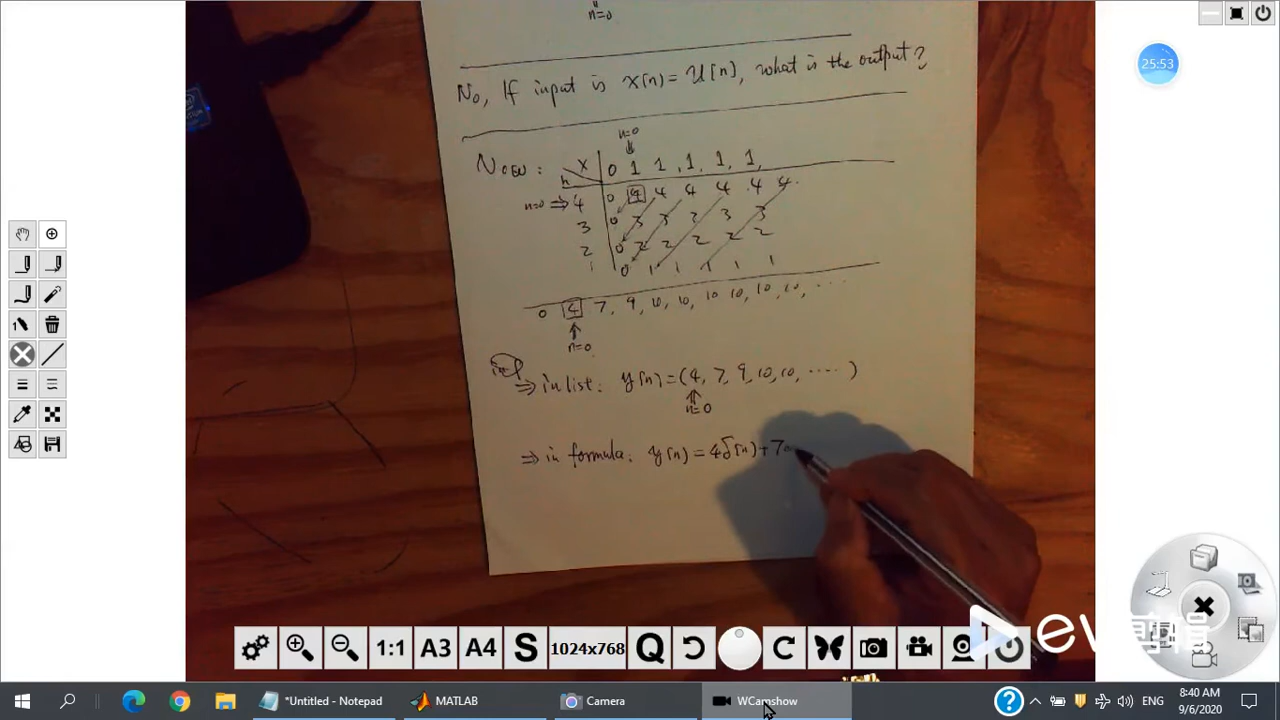 n=0
25:53
No, If input is x[n] = u[n], what is the output?
n=0
Now: x 0 1 1, 1, 1, 1,
h
n=0 ⇒ 4 0 4 4 4 4 4 4
3 0 3 3 3 3 3
2 0 2 2 2 2 2
1 0 1 1 1 1 1
0 4 7, 9, 10, 10, 10 10, 10, 10, ....
n=0
⇒ in list: y[n] = (4, 7, 9, 10, 10, ..... )
n=0
⇒ in formula: y[n] = 4δ[n] + 7
1:1 A3 A4 S 1024x768 Q
*Untitled - Notepad MATLAB Camera WCamshow ENG 8:40 AM
9/6/2020